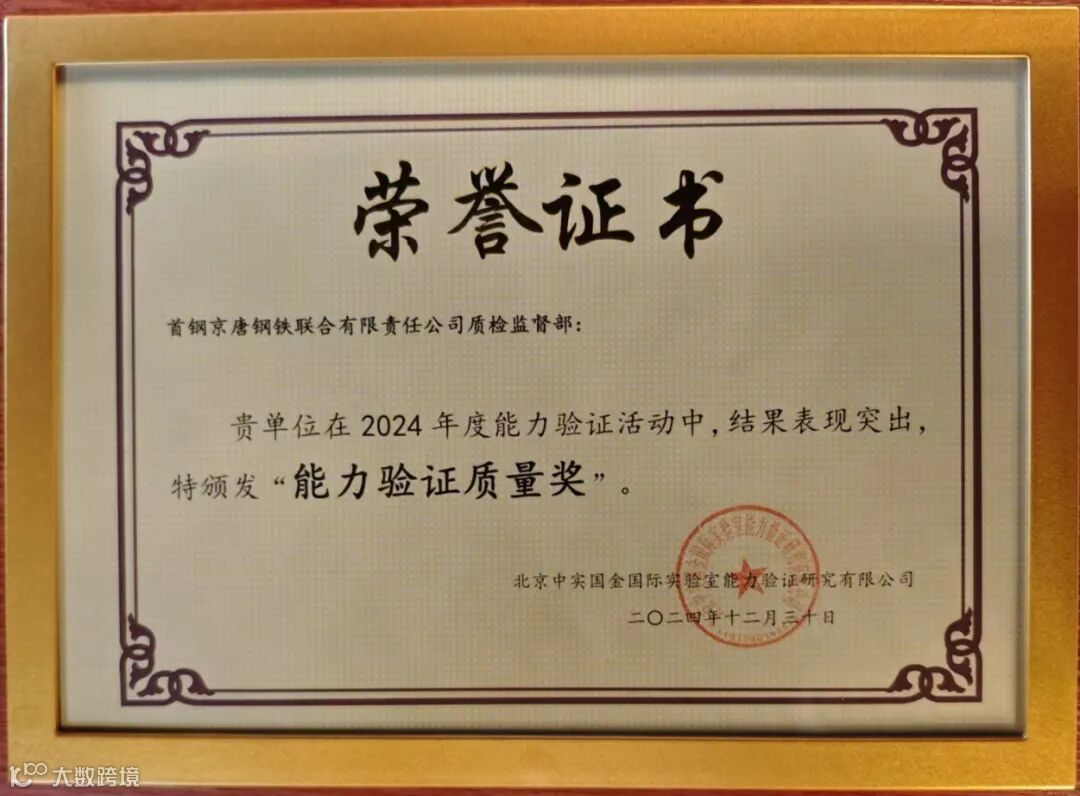 荣誉证书
首钢京唐钢铁联合有限责任公司质检监督部：
贵单位在2024年度能力验证活动中，结果表现突出，
特颁发“能力验证质量奖”。
北京中实国金国际实验室能力验证研究有限公司
二〇二四年十二月三十日
大数跨境